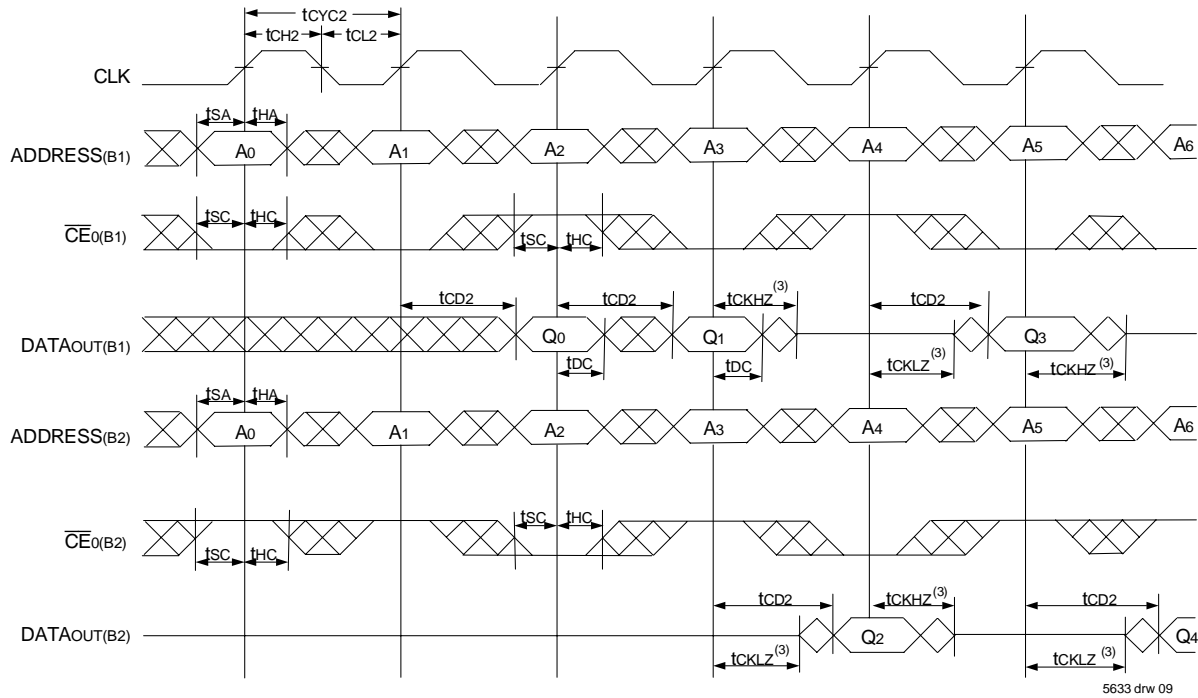 tCYC2
tCH2 tCL2
CLK
tSA tHA
ADDRESS(B1) A0 A1 A2 A3 A4 A5 A6
tSC tHC
CE0(B1)
tSC tHC
tCD2 tCD2 tCKHZ(3) tCD2
DATAOUT(B1) Q0 Q1 Q3
tDC tDC tCKLZ(3) tCKHZ(3)
tSA tHA
ADDRESS(B2) A0 A1 A2 A3 A4 A5 A6
tSC tHC
CE0(B2)
tSC tHC
tCD2 tCKHZ(3) tCD2
DATAOUT(B2) Q2 Q4
tCKLZ(3) tCKLZ(3)
5633 drw 09